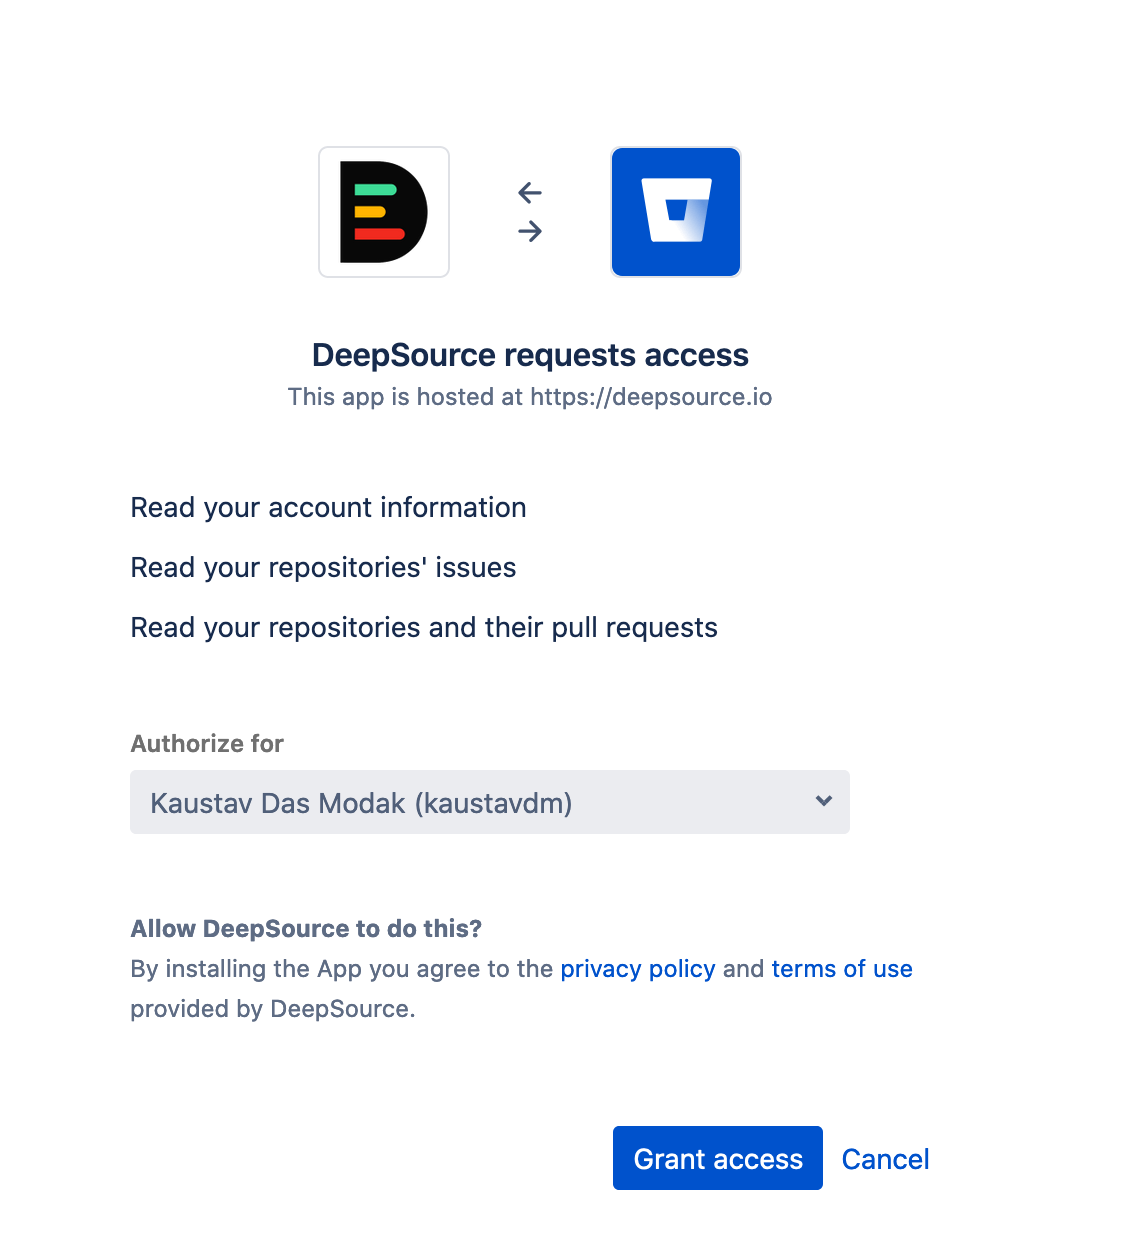 DeepSource requests access
This app is hosted at https://deepsource.io
Read your account information
Read your repositories' issues
Read your repositories and their pull requests
Authorize for
Kaustav Das Modak (kaustavdm)
Allow DeepSource to do this?
By installing the App you agree to the privacy policy and terms of use
provided by DeepSource.
Grant access Cancel